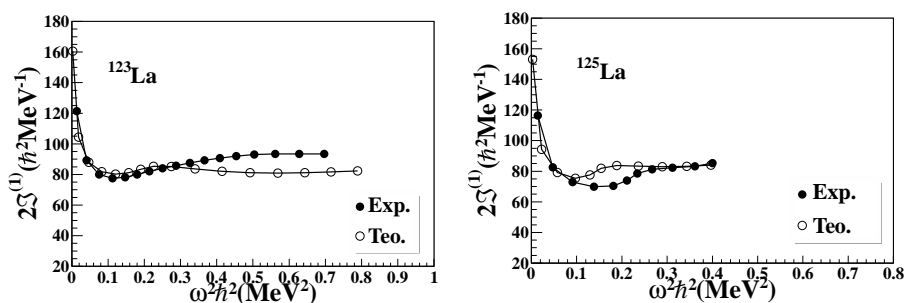 180
160
140
120
100
80
60
40
20
2ℑ⁽¹⁾(ℏ²MeV⁻¹)
¹²³La
Exp.
Teo.
0 0.1 0.2 0.3 0.4 0.5 0.6 0.7 0.8 0.9 1
ω²ℏ²(MeV²)
180
160
140
120
100
80
60
40
20
2ℑ⁽¹⁾(ℏ²MeV⁻¹)
¹²⁵La
Exp.
Teo.
0 0.1 0.2 0.3 0.4 0.5 0.6 0.7 0.8
ω²ℏ²(MeV²)